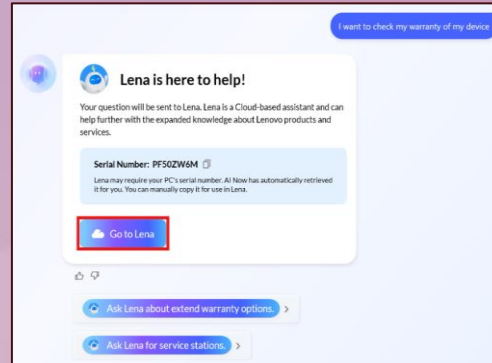 I want to check my warranty of my device
Lena is here to help!
Your question will be sent to Lena. Lena is a Cloud-based assistant and can
help further with the expanded knowledge about Lenovo products and
services.
Serial Number: PF50ZW6M
Lena may require your PC's serial number. AI Now has automatically retrieved
it for you. You can manually copy it for use in Lena.
Go to Lena
Ask Lena about extend warranty options.
Ask Lena for service stations.